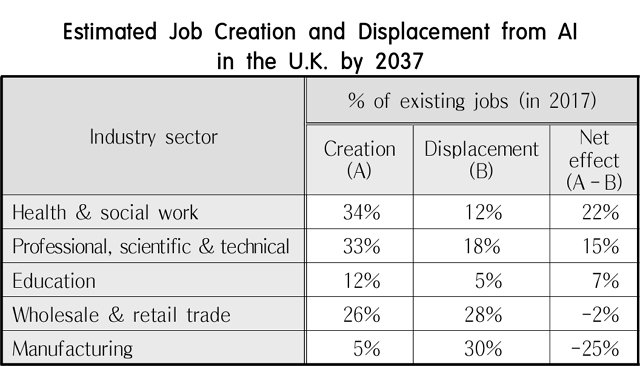 Estimated Job Creation and Displacement from AI
in the U.K. by 2037
Industry sector
% of existing jobs (in 2017)
Creation
(A)
Displacement
(B)
Net
effect
(A – B)
Health & social work 34% 12% 22%
Professional, scientific & technical 33% 18% 15%
Education 12% 5% 7%
Wholesale & retail trade 26% 28% −2%
Manufacturing 5% 30% −25%